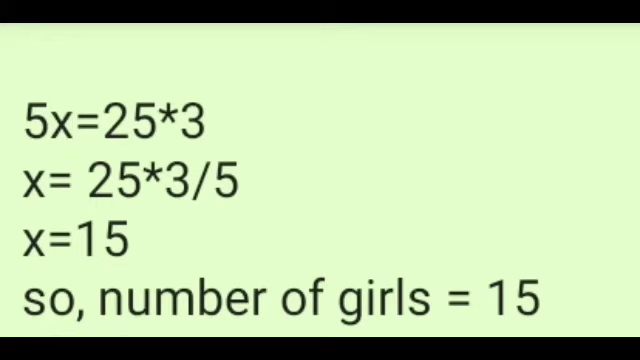 5x=25*3
x= 25*3/5
x=15
so, number of girls = 15